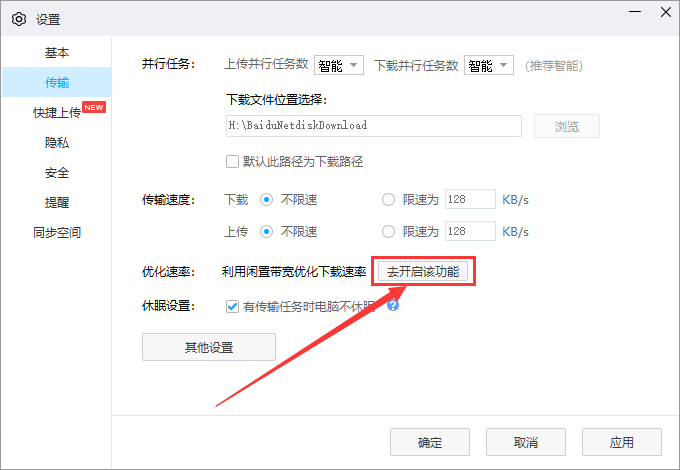 设置
基本
传输
快捷上传 NEW
隐私
安全
提醒
同步空间
并行任务： 上传并行任务数 智能 下载并行任务数 智能 （推荐智能）
下载文件位置选择：
H:\BaiduNetdiskDownload 浏览
默认此路径为下载路径
传输速度： 下载 不限速 限速为 128 KB/s
上传 不限速 限速为 128 KB/s
优化速率： 利用闲置带宽优化下载速率 去开启该功能
休眠设置： 有传输任务时电脑不休眠 ?
其他设置
确定 取消 应用